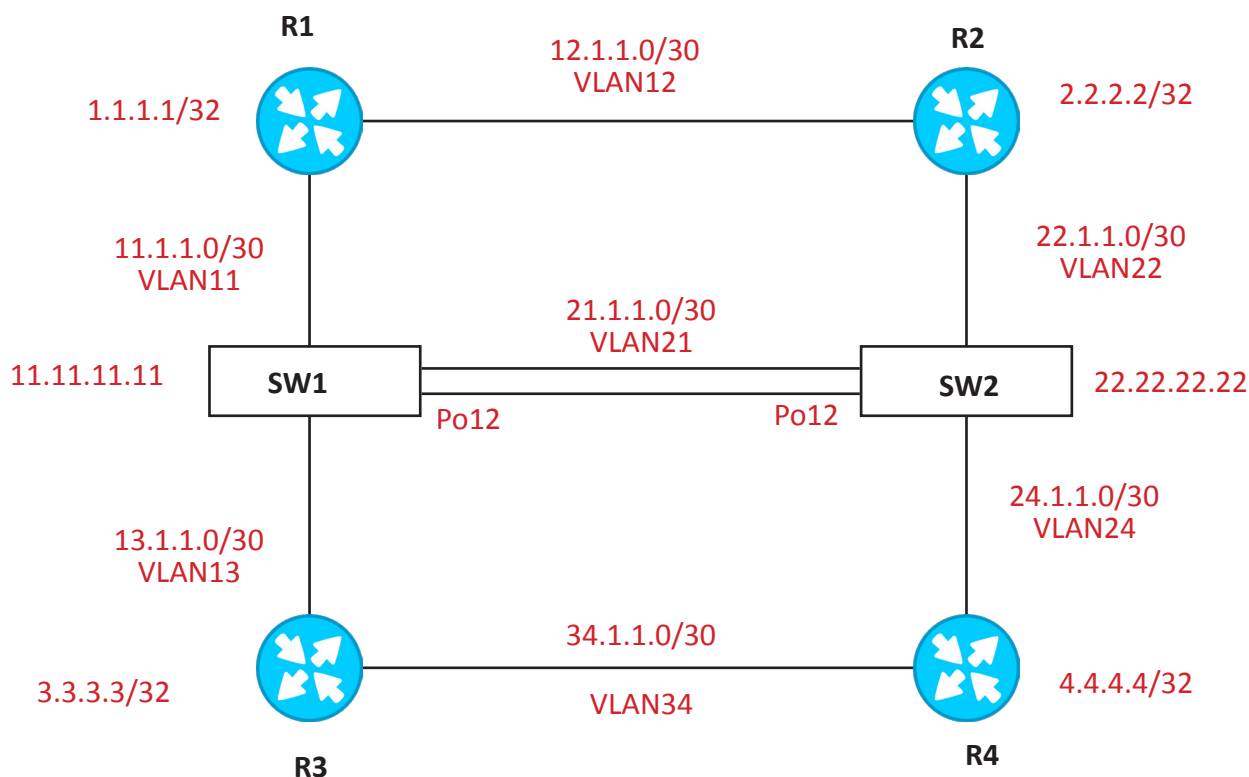 R1
R2
12.1.1.0/30
VLAN12
1.1.1.1/32
2.2.2.2/32
11.1.1.0/30
VLAN11
22.1.1.0/30
VLAN22
21.1.1.0/30
VLAN21
11.11.11.11
SW1
SW2
22.22.22.22
Po12
Po12
13.1.1.0/30
VLAN13
24.1.1.0/30
VLAN24
34.1.1.0/30
VLAN34
3.3.3.3/32
4.4.4.4/32
R3
R4